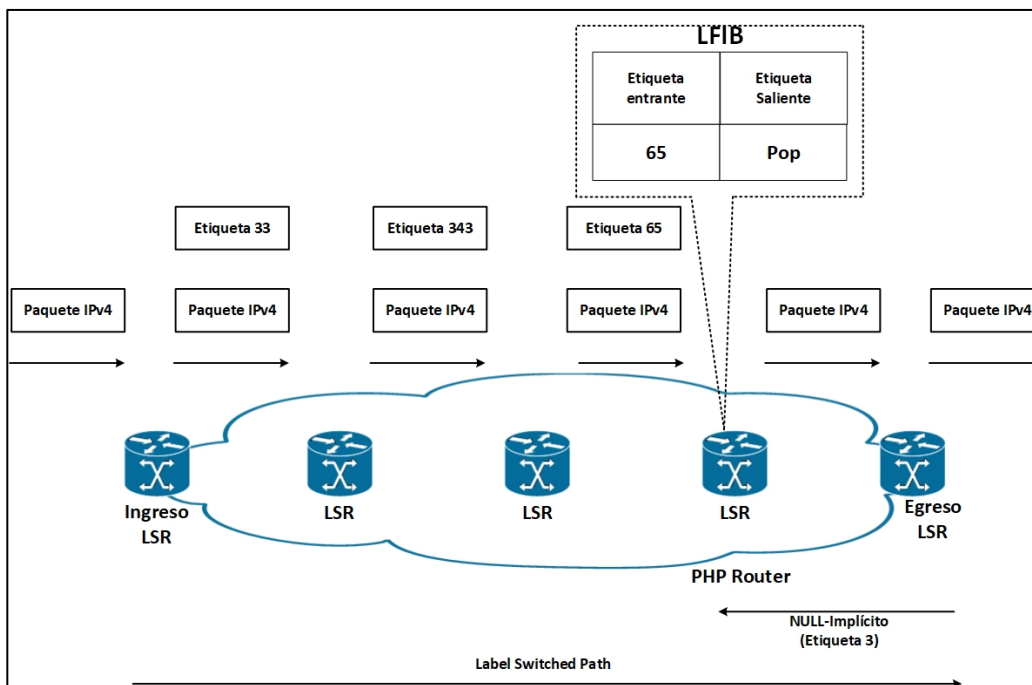 LFIB
Etiqueta
entrante
Etiqueta
Saliente
65
Pop
Etiqueta 33
Etiqueta 343
Etiqueta 65
Paquete IPv4
Paquete IPv4
Paquete IPv4
Paquete IPv4
Paquete IPv4
Paquete IPv4
Ingreso
LSR
LSR
LSR
LSR
Egreso
LSR
PHP Router
NULL-Implícito
(Etiqueta 3)
Label Switched Path